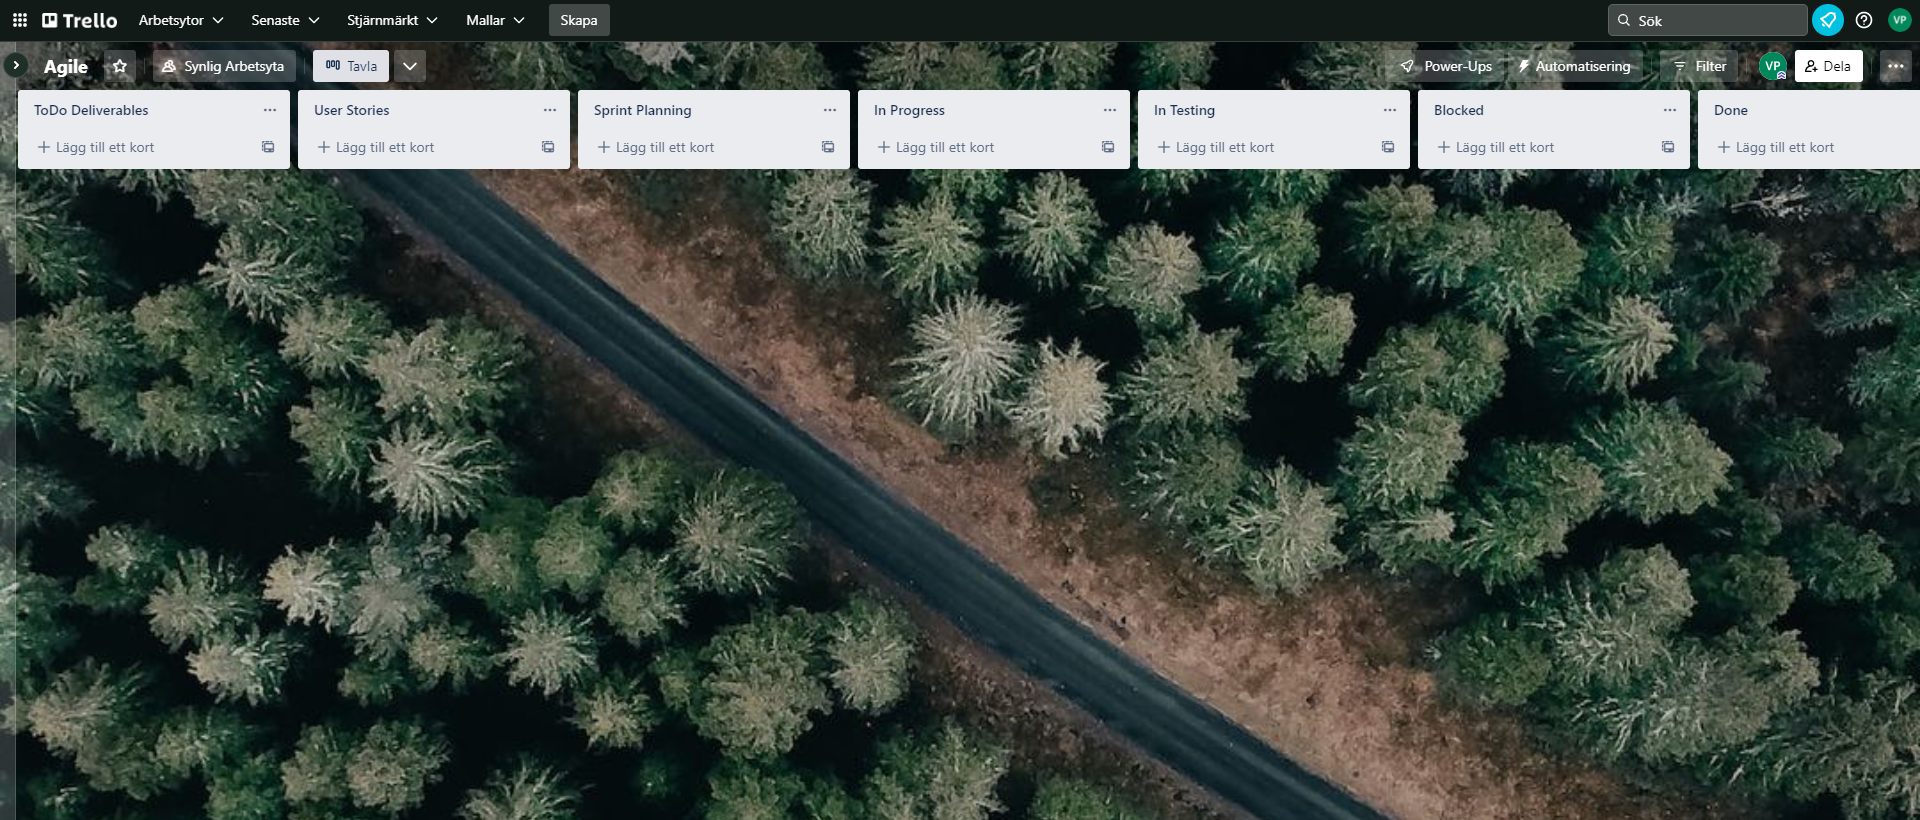 Trello Arbetsytor Senaste Stjärnmärkt Mallar Skapa Sök VP
Agile Synlig Arbetsyta Tavla Power-Ups Automatisering Filter VP Dela
ToDo Deliverables
Lägg till ett kort
User Stories
Lägg till ett kort
Sprint Planning
Lägg till ett kort
In Progress
Lägg till ett kort
In Testing
Lägg till ett kort
Blocked
Lägg till ett kort
Done
Lägg till ett kort